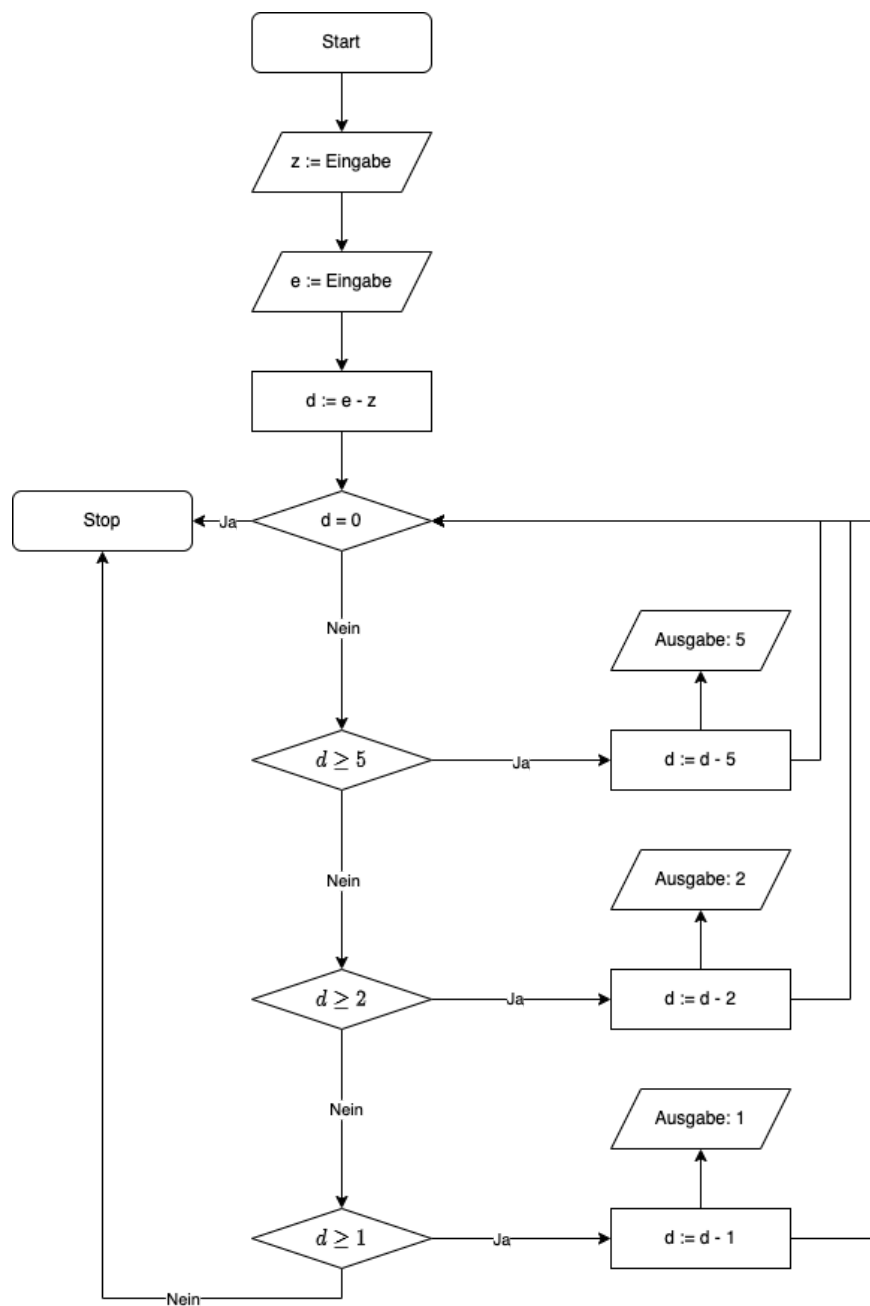 Start
z := Eingabe
e := Eingabe
d := e - z
Stop
Ja
d = 0
Nein
Ausgabe: 5
d ≥ 5
Ja
d := d - 5
Nein
Ausgabe: 2
d ≥ 2
Ja
d := d - 2
Nein
Ausgabe: 1
d ≥ 1
Ja
d := d - 1
Nein